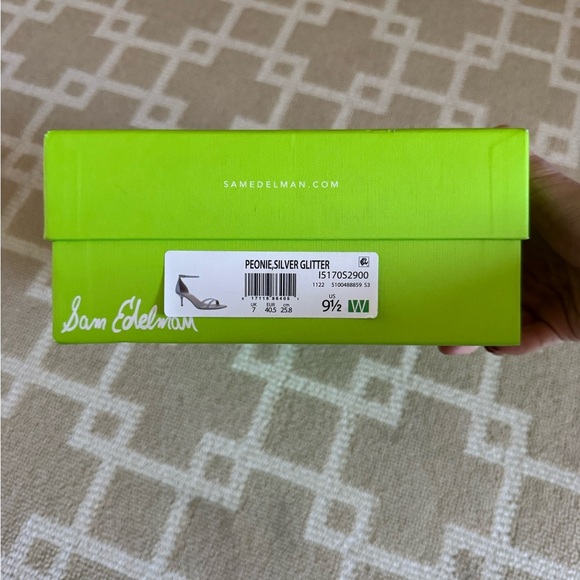 SAMEDELMAN.COM
PEONIE,SILVER GLITTER
I5170S2900
1122 5100488859 S3
UK EUR cm US
7 40.5 25.8 9½ W
Sam Edelman